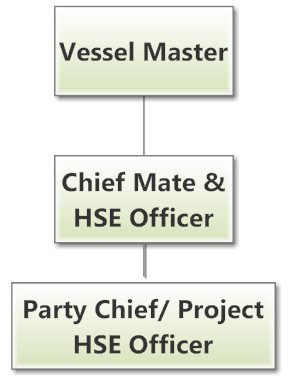 Vessel Master
Chief Mate &
HSE Officer
Party Chief/ Project
HSE Officer